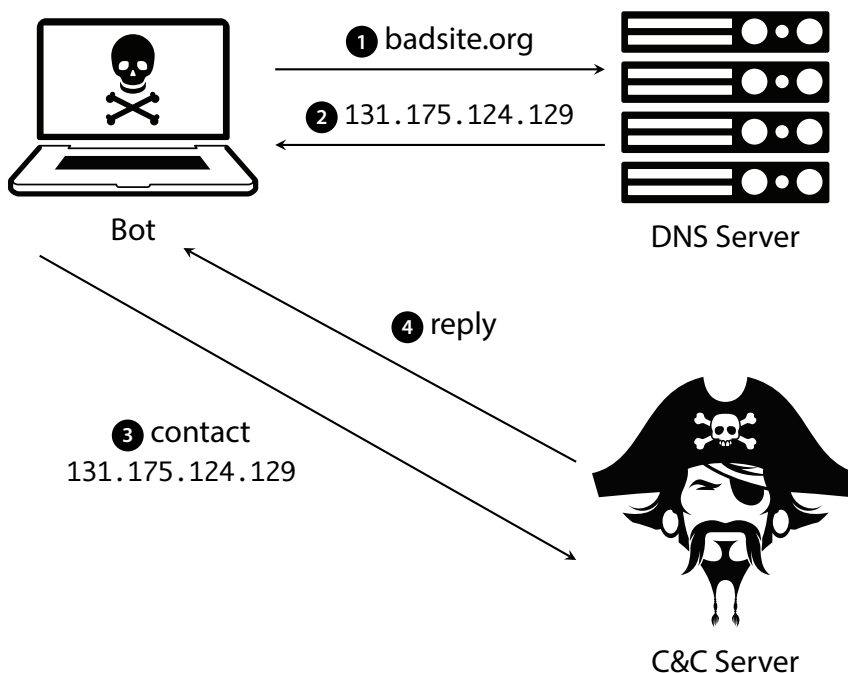 1 badsite.org
2 131.175.124.129
Bot
DNS Server
4 reply
3 contact
131.175.124.129
C&C Server